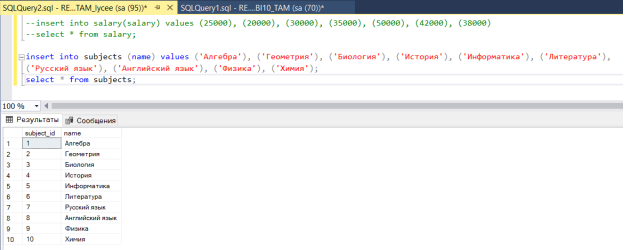 SQLQuery2.sql - RE...TAM_lycee (sa (95))* SQLQuery1.sql - RE...BI10_TAM (sa (70))*
--insert into salary(salary) values (25000), (20000), (30000), (35000), (50000), (42000), (38000)
--select * from salary;
insert into subjects (name) values ('Алгебра'), ('Геометрия'), ('Биология'), ('История'), ('Информатика'), ('Литература'),
('Русский язык'), ('Английский язык'), ('Физика'), ('Химия');
select * from subjects;
100 %
Результаты Сообщения
subject_id name
1 1 Алгебра
2 2 Геометрия
3 3 Биология
4 4 История
5 5 Информатика
6 6 Литература
7 7 Русский язык
8 8 Английский язык
9 9 Физика
10 10 Химия